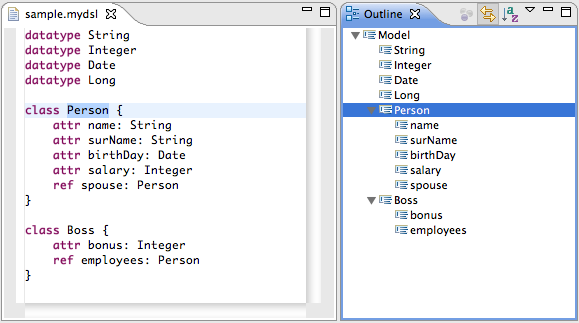 sample.mydsl
datatype String
datatype Integer
datatype Date
datatype Long
class Person {
attr name: String
attr surName: String
attr birthDay: Date
attr salary: Integer
ref spouse: Person
}
class Boss {
attr bonus: Integer
ref employees: Person
}
Outline
Model
String
Integer
Date
Long
Person
name
surName
birthDay
salary
spouse
Boss
bonus
employees